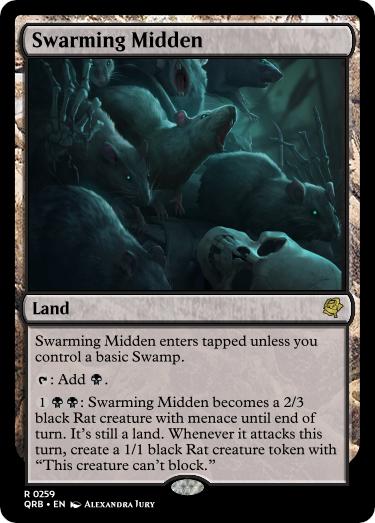 Swarming Midden
Land
Swarming Midden enters tapped unless you
control a basic Swamp.
: Add .
1 : Swarming Midden becomes a 2/3
black Rat creature with menace until end of
turn. It's still a land. Whenever it attacks this
turn, create a 1/1 black Rat creature token with
“This creature can't block.”
R 0259
QRB • EN Alexandra Jury